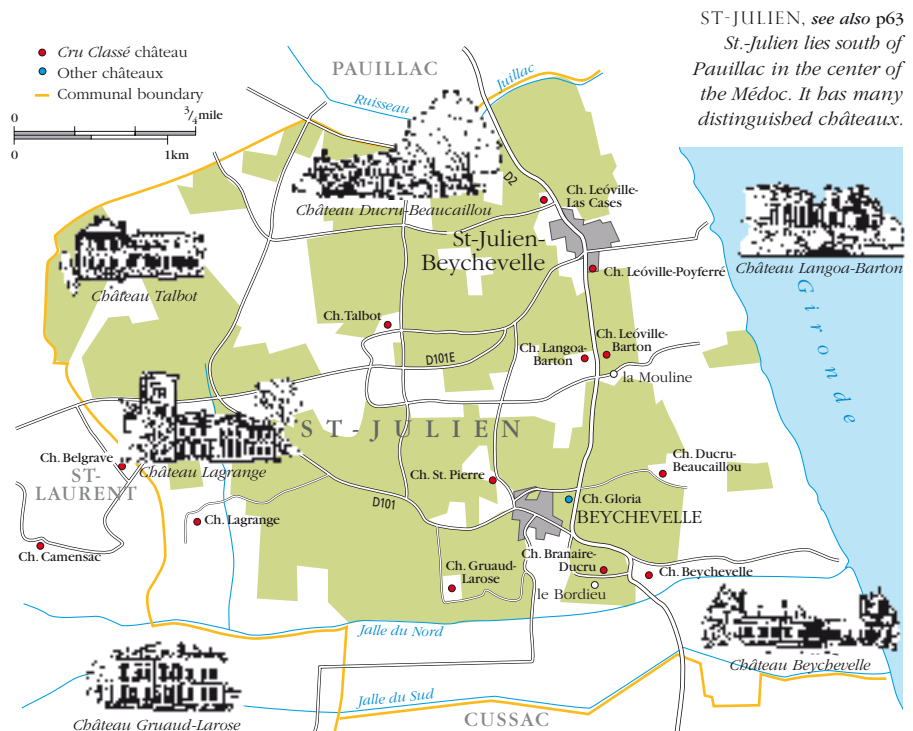 ST-JULIEN, see also p63
St.-Julien lies south of
Pauillac in the center of
the Médoc. It has many
distinguished châteaux.
Cru Classé château
Other châteaux
Communal boundary
0 ¾ mile
0 1km
PAUILLAC
Ruisseau
Juillac
D2
Château Ducru-Beaucaillou
Ch. Leóville-
Las Cases
St-Julien-
Beychevelle
Château Langoa-Barton
Château Talbot
Ch. Leóville-Poyferré
Gironde
Ch. Talbot
Ch. Langoa-
Barton
Ch. Leóville-
Barton
D101E
la Mouline
ST-JULIEN
Ch. Belgrave
Château Lagrange
ST-
LAURENT
Ch. St. Pierre
Ch. Ducru-
Beaucaillou
D101
Ch. Gloria
BEYCHEVELLE
Ch. Lagrange
Ch. Camensac
Ch. Gruaud-
Larose
Ch. Branaire-
Ducru
Ch. Beychevelle
le Bordieu
Jalle du Nord
Château Beychevelle
Jalle du Sud
Château Gruaud-Larose
CUSSAC